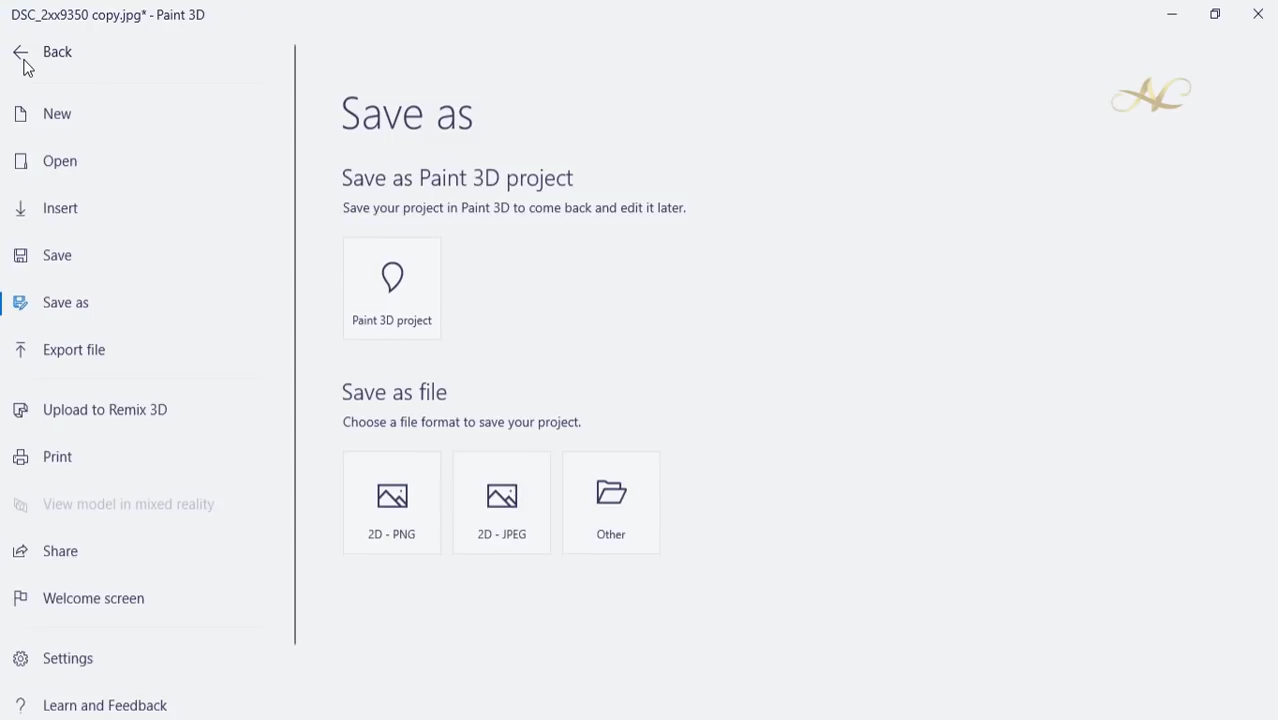 DSC_2xx9350 copy.jpg* - Paint 3D
Back
New
Open
Insert
Save
Save as
Export file
Upload to Remix 3D
Print
View model in mixed reality
Share
Welcome screen
Settings
? Learn and Feedback
Save as
Save as Paint 3D project
Save your project in Paint 3D to come back and edit it later.
Paint 3D project
Save as file
Choose a file format to save your project.
2D - PNG
2D - JPEG
Other